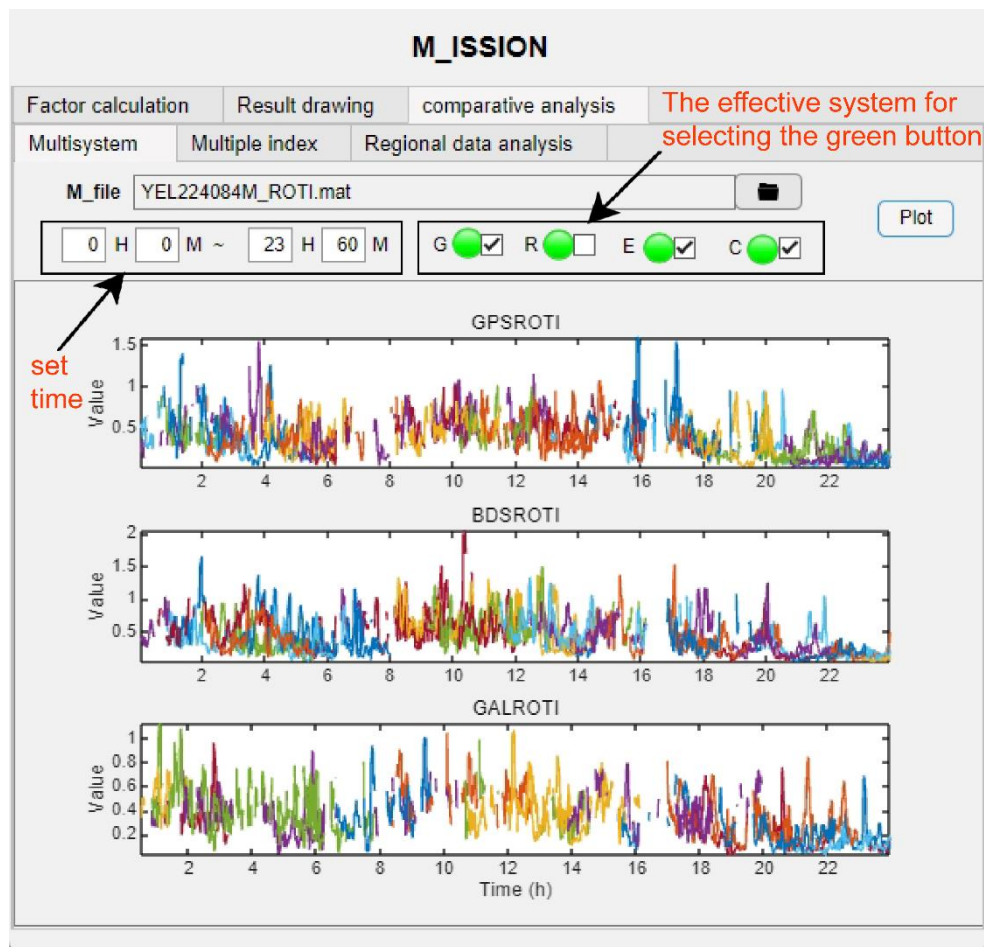 M_ISSION
Factor calculation Result drawing comparative analysis
The effective system for
selecting the green button
Multisystem Multiple index Regional data analysis
M_file YEL224084M_ROTI.mat
Plot
0 H 0 M ~ 23 H 60 M G R E C
set
time
GPSROTI
1.5
1
0.5
Value
2 4 6 8 10 12 14 16 18 20 22
BDSROTI
2
1.5
1
0.5
Value
2 4 6 8 10 12 14 16 18 20 22
GALROTI
1
0.8
0.6
0.4
0.2
Value
2 4 6 8 10 12 14 16 18 20 22
Time (h)